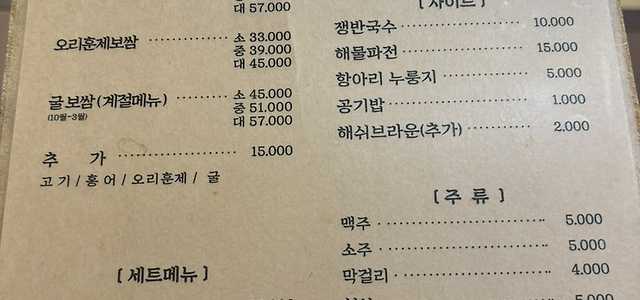 대 57.000
오리훈제보쌈 소 33.000
중 39.000
대 45.000
굴 보쌈(계절메뉴) 소 45.000
(10월-3월) 중 51.000
대 57.000
추 가 15.000
고 기 / 홍 어 / 오리훈제 / 굴
[ 세트메뉴 ]
[ 사이드 ]
쟁반국수 10.000
해물파전 15.000
항아리 누룽지 5.000
공기밥 1.000
해쉬브라운(추가) 2.000
[ 주 류 ]
맥주 5.000
소주 5.000
막걸리 4.000
5.000